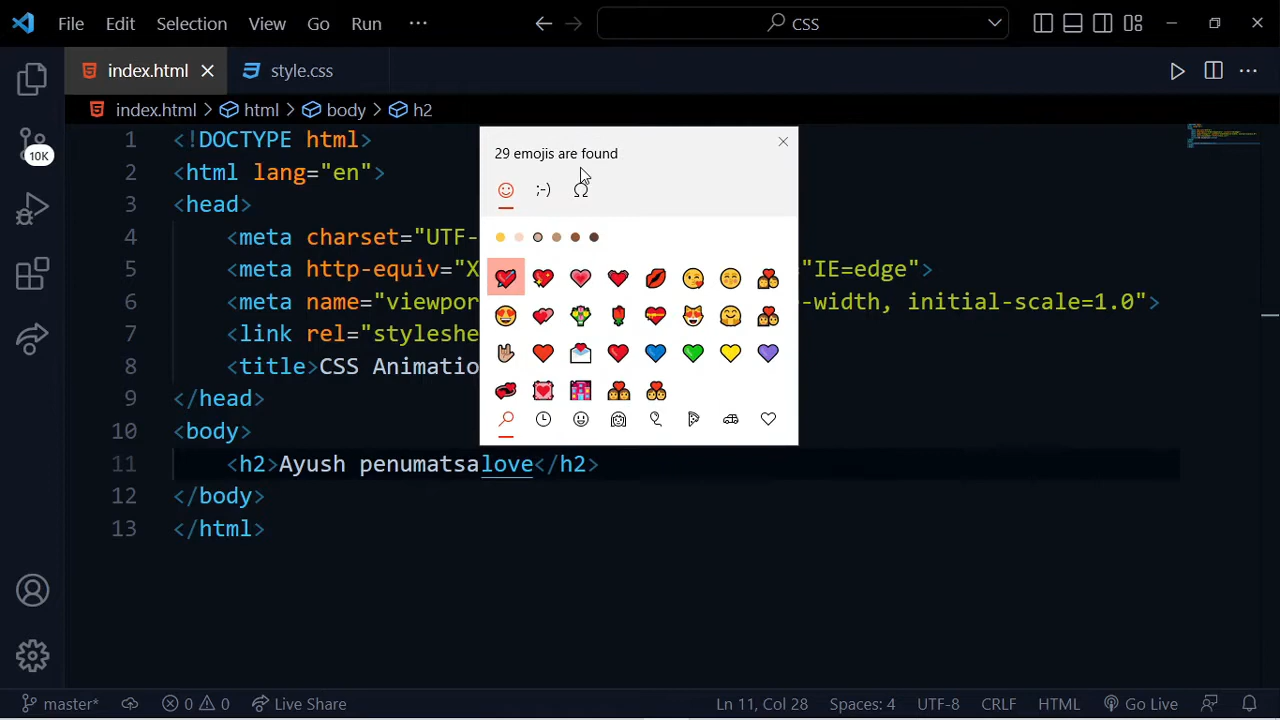 File Edit Selection View Go Run ··· CSS
index.html style.css
index.html > html > body > h2
29 emojis are found
;-) Ω
1 <!DOCTYPE html>
2 <html lang="en">
3 <head>
4 <meta charset="UTF-
5 <meta http-equiv="X "IE=edge">
6 <meta name="viewpor -width, initial-scale=1.0">
7 <link rel="styleshe
8 <title>CSS Animatio
9 </head>
10 <body>
11 <h2>Ayush penumatsalove</h2>
12 </body>
13 </html>
10K
master* 0 0 Live Share Ln 11, Col 28 Spaces: 4 UTF-8 CRLF HTML Go Live